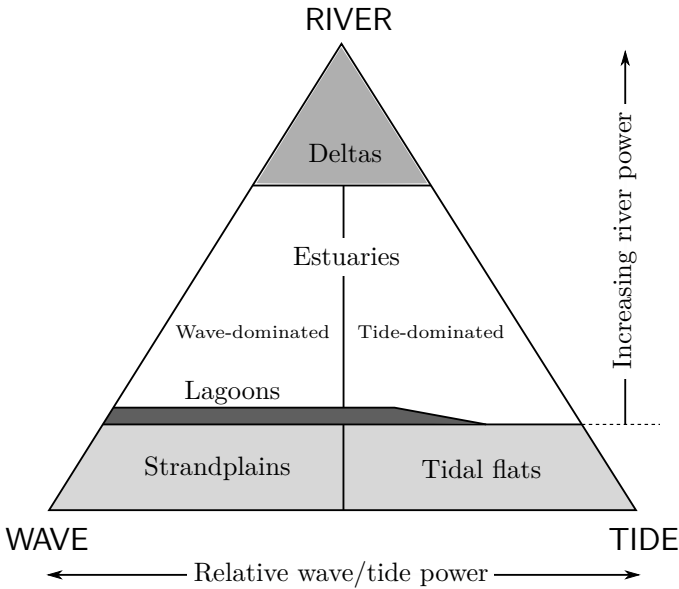 RIVER
Deltas
Increasing river power
Estuaries
Wave-dominated
Tide-dominated
Lagoons
Strandplains
Tidal flats
WAVE
TIDE
Relative wave/tide power